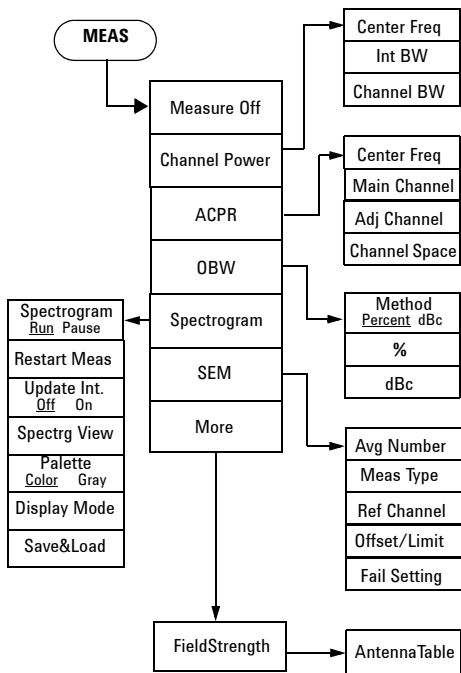 MEAS
Measure Off
Channel Power
ACPR
OBW
Spectrogram
SEM
More
Center Freq
Int BW
Channel BW
Center Freq
Main Channel
Adj Channel
Channel Space
Method
Percent dBc
%
dBc
Spectrogram
Run Pause
Restart Meas
Update Int.
Off On
Spectrg View
Palette
Color Gray
Display Mode
Save&Load
Avg Number
Meas Type
Ref Channel
Offset/Limit
Fail Setting
FieldStrength
AntennaTable